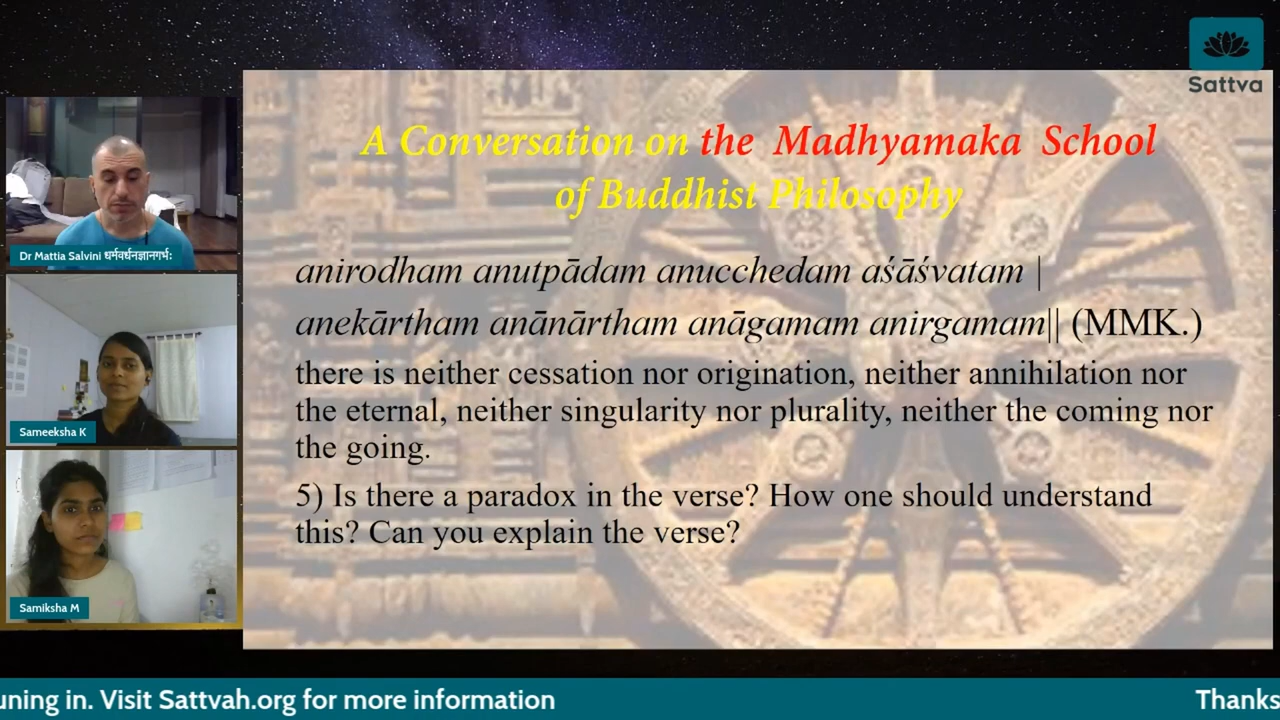 Sattva
A Conversation on the Madhyamaka School
of Buddhist Philosophy
anirodham anutpādam anucchedam aśāśvatam |
anekārtham anānārtham anāgamam anirgamam|| (MMK.)
there is neither cessation nor origination, neither annihilation nor
the eternal, neither singularity nor plurality, neither the coming nor
the going.
5) Is there a paradox in the verse? How one should understand
this? Can you explain the verse?
Dr Mattia Salvini धर्मवर्धनज्ञानगर्भः
Sameeksha K
Samiksha M
uning in. Visit Sattvah.org for more information
Thanks